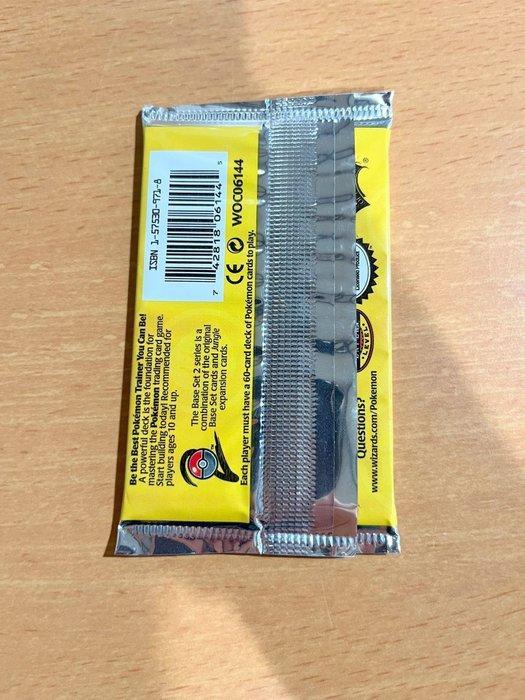 Be the Best Pokémon Trainer You Can Be!
A powerful deck is the foundation for
mastering the Pokémon trading card game.
Start building today! Recommended for
players ages 10 and up.
The Base Set 2 series is a
combination of the original
Base Set cards and Jungle
expansion cards.
Each player must have a 60-card deck of Pokémon cards to play.
ISBN 1-57530-971-8
7 42818 06144 5
CE WOC06144
®
2
LEVEL
Questions?
www.wizards.com/Pokemon